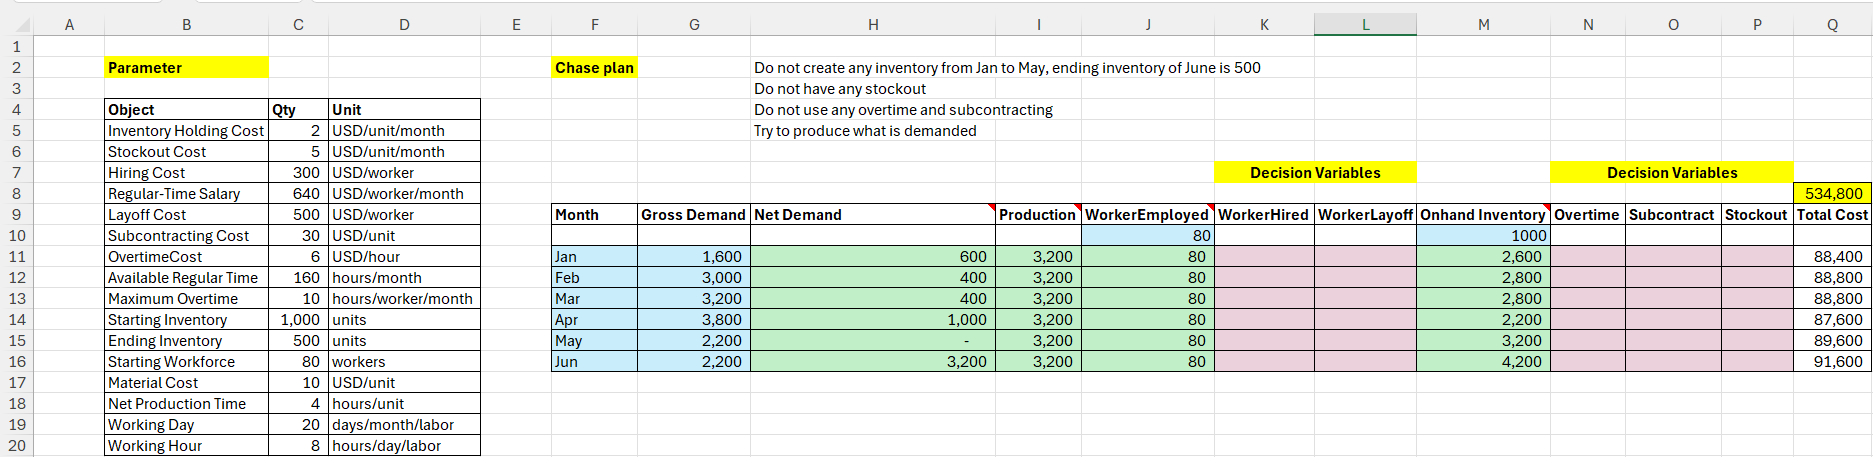 A B C D E F G H I J K L M N O P Q
1
2 Parameter Chase plan Do not create any inventory from Jan to May, ending inventory of June is 500
3 Do not have any stockout
4 Object Qty Unit Do not use any overtime and subcontracting
5 Inventory Holding Cost 2 USD/unit/month Try to produce what is demanded
6 Stockout Cost 5 USD/unit/month
7 Hiring Cost 300 USD/worker Decision Variables Decision Variables
8 Regular-Time Salary 640 USD/worker/month 534,800
9 Layoff Cost 500 USD/worker Month Gross Demand Net Demand Production WorkerEmployed WorkerHired WorkerLayoff Onhand Inventory Overtime Subcontract Stockout Total Cost
10 Subcontracting Cost 30 USD/unit 80 1000
11 OvertimeCost 6 USD/hour Jan 1,600 600 3,200 80 2,600 88,400
12 Available Regular Time 160 hours/month Feb 3,000 400 3,200 80 2,800 88,800
13 Maximum Overtime 10 hours/worker/month Mar 3,200 400 3,200 80 2,800 88,800
14 Starting Inventory 1,000 units Apr 3,800 1,000 3,200 80 2,200 87,600
15 Ending Inventory 500 units May 2,200 - 3,200 80 3,200 89,600
16 Starting Workforce 80 workers Jun 2,200 3,200 3,200 80 4,200 91,600
17 Material Cost 10 USD/unit
18 Net Production Time 4 hours/unit
19 Working Day 20 days/month/labor
20 Working Hour 8 hours/day/labor